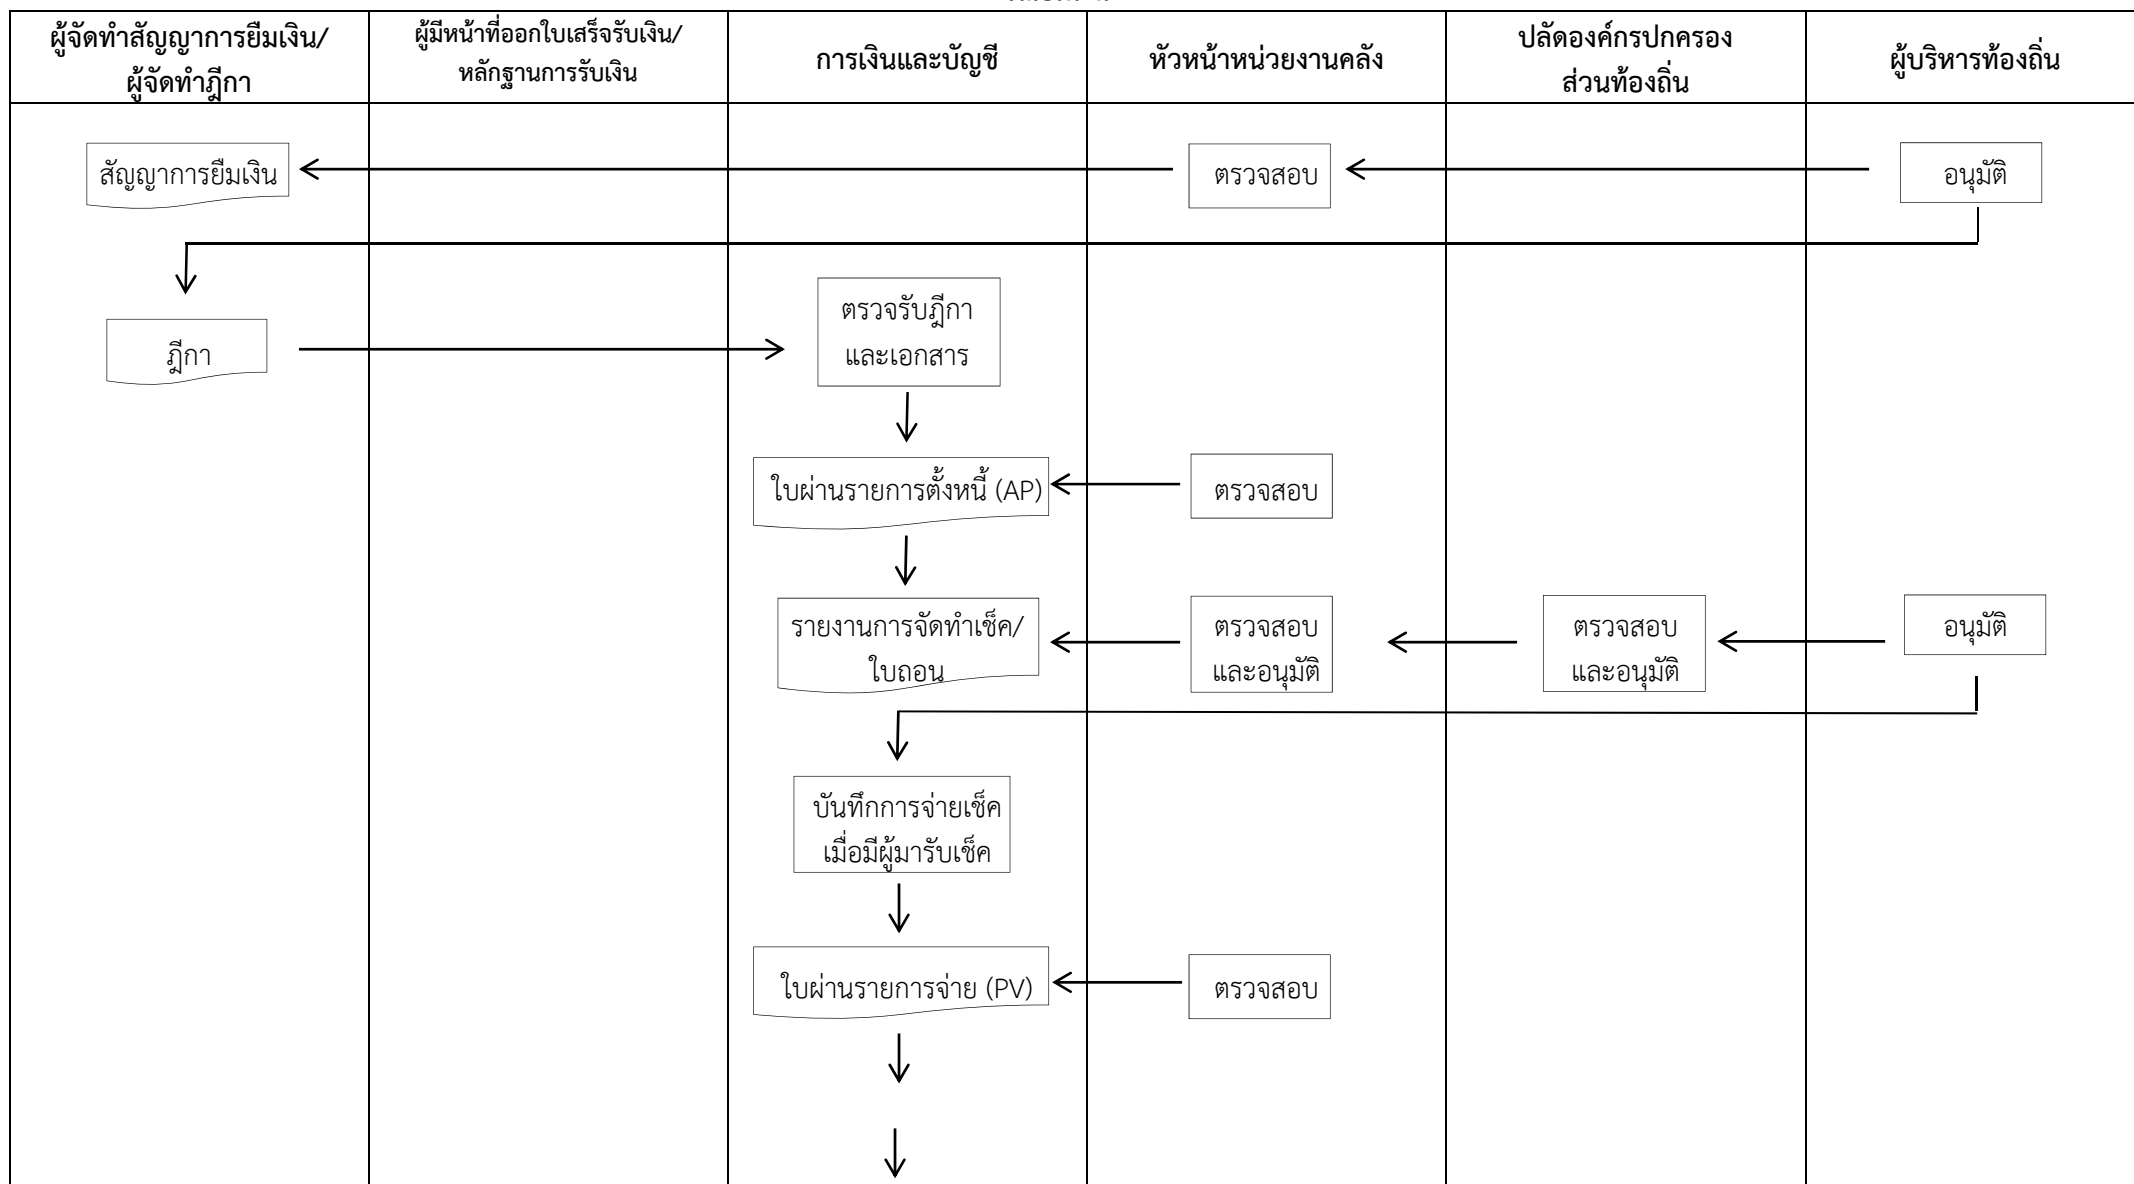 ผู้จัดทำสัญญาการยืมเงิน/
ผู้จัดทำฎีกา
ผู้มีหน้าที่ออกใบเสร็จรับเงิน/
หลักฐานการรับเงิน
การเงินและบัญชี
หัวหน้าหน่วยงานคลัง
ปลัดองค์กรปกครอง
ส่วนท้องถิ่น
ผู้บริหารท้องถิ่น
สัญญาการยืมเงิน
ตรวจสอบ
อนุมัติ
ฎีกา
ตรวจรับฎีกา
และเอกสาร
ใบผ่านรายการตั้งหนี้ (AP)
ตรวจสอบ
รายงานการจัดทำเช็ค/
ใบถอน
ตรวจสอบ
และอนุมัติ
ตรวจสอบ
และอนุมัติ
อนุมัติ
บันทึกการจ่ายเช็ค
เมื่อมีผู้มารับเช็ค
ใบผ่านรายการจ่าย (PV)
ตรวจสอบ